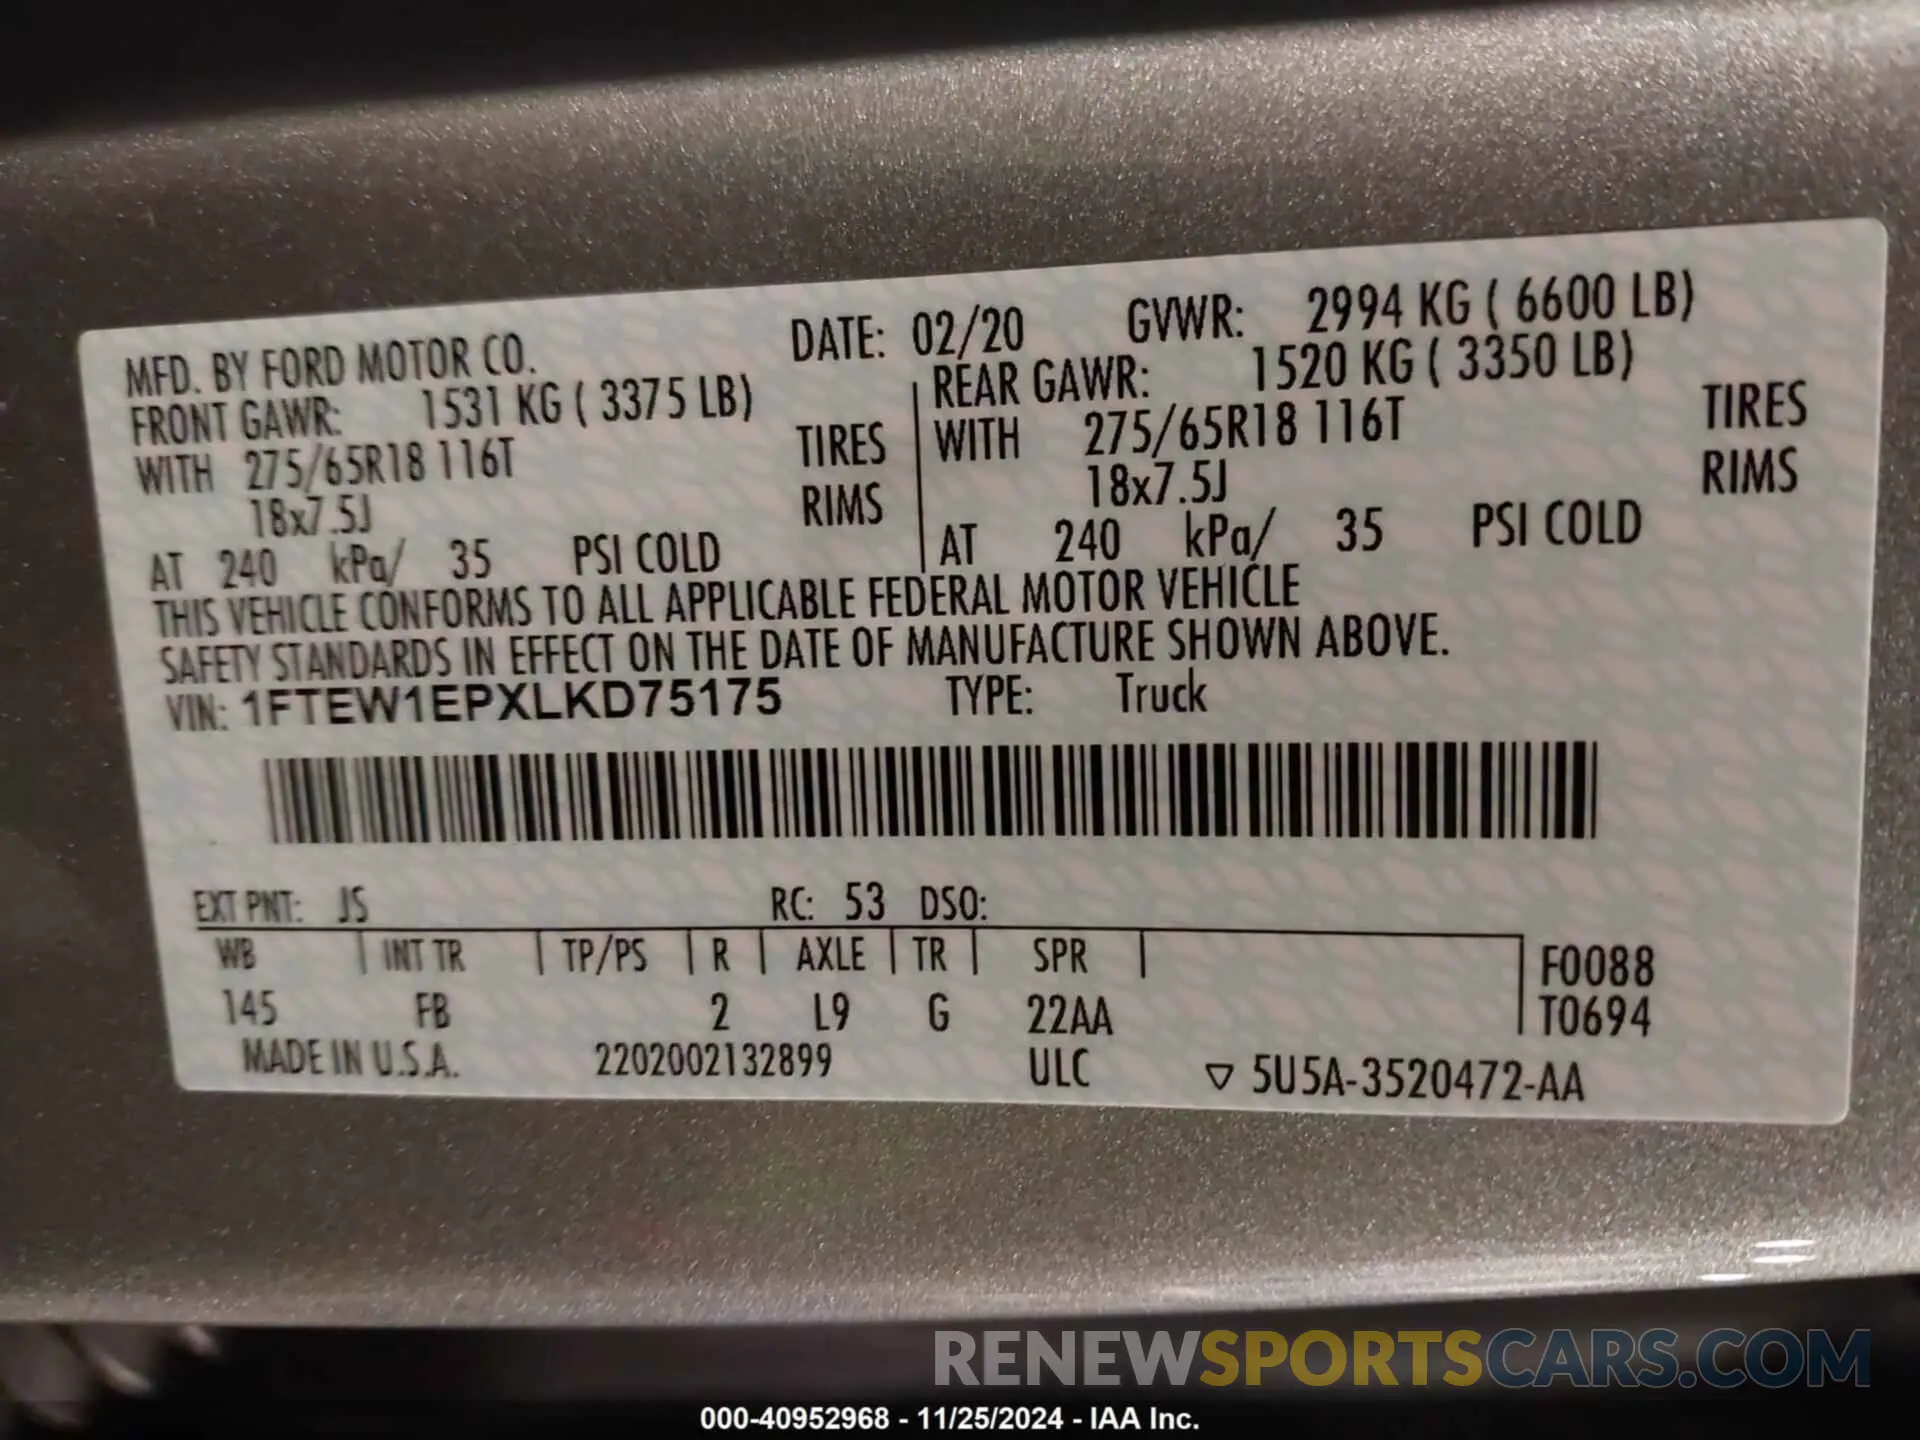 MFD. BY FORD MOTOR CO. DATE: 02/20 GVWR: 2994 KG ( 6600 LB)
FRONT GAWR: 1531 KG ( 3375 LB) REAR GAWR: 1520 KG ( 3350 LB)
WITH 275/65R18 116T TIRES WITH 275/65R18 116T TIRES
18x7.5J RIMS 18x7.5J RIMS
AT 240 kPa/ 35 PSI COLD AT 240 kPa/ 35 PSI COLD
THIS VEHICLE CONFORMS TO ALL APPLICABLE FEDERAL MOTOR VEHICLE
SAFETY STANDARDS IN EFFECT ON THE DATE OF MANUFACTURE SHOWN ABOVE.
VIN: 1FTEW1EPXLKD75175 TYPE: Truck
EXT PNT: JS RC: 53 DSO:
WB INT TR TP/PS R AXLE TR SPR F0088
145 FB 2 L9 G 22AA T0694
MADE IN U.S.A. 2202002132899 ULC ▽ 5U5A-3520472-AA
RENEWSPORTSCARS.COM
000-40952968 - 11/25/2024 - IAA Inc.